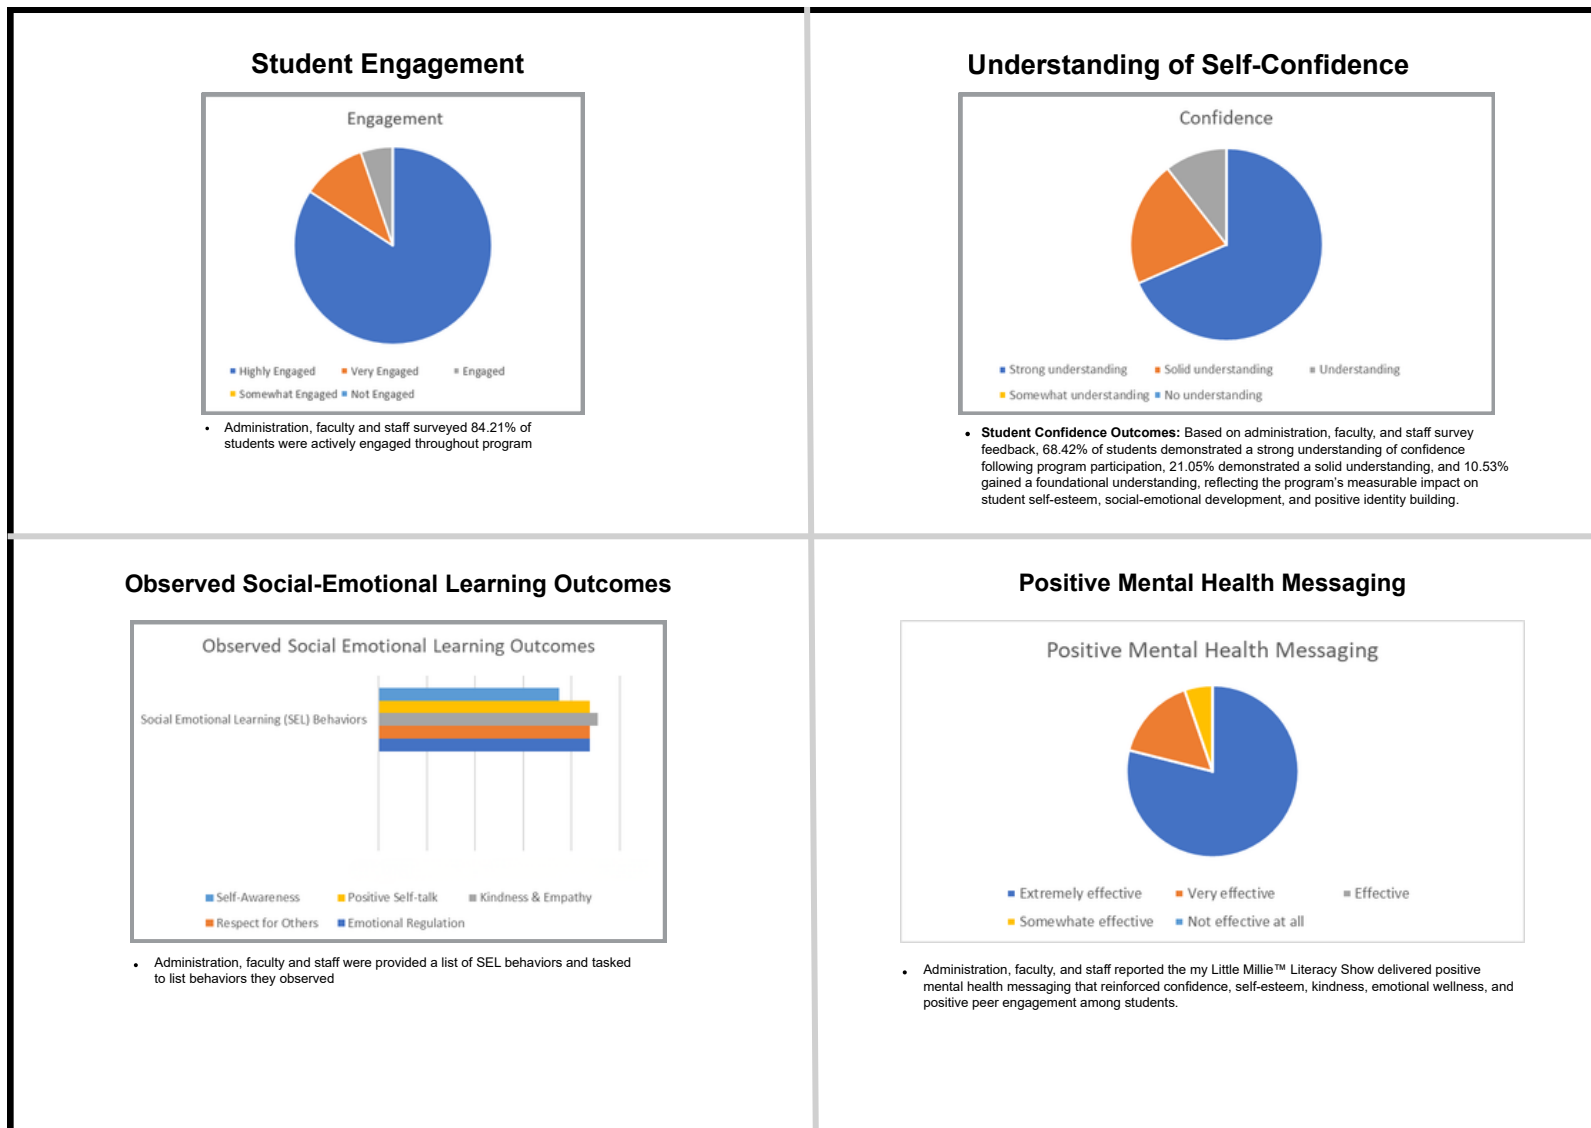 Student Engagement
Engagement
Highly Engaged Very Engaged Engaged
Somewhat Engaged Not Engaged
• Administration, faculty and staff surveyed 84.21% of
students were actively engaged throughout program
Understanding of Self-Confidence
Confidence
Strong understanding Solid understanding Understanding
Somewhat understanding No understanding
• Student Confidence Outcomes: Based on administration, faculty, and staff survey
feedback, 68.42% of students demonstrated a strong understanding of confidence
following program participation, 21.05% demonstrated a solid understanding, and 10.53%
gained a foundational understanding, reflecting the program's measurable impact on
student self-esteem, social-emotional development, and positive identity building.
Observed Social-Emotional Learning Outcomes
Observed Social Emotional Learning Outcomes
Social Emotional Learning (SEL) Behaviors
Self-Awareness Positive Self-talk Kindness & Empathy
Respect for Others Emotional Regulation
• Administration, faculty and staff were provided a list of SEL behaviors and tasked
to list behaviors they observed
Positive Mental Health Messaging
Positive Mental Health Messaging
Extremely effective Very effective Effective
Somewhate effective Not effective at all
• Administration, faculty, and staff reported the my Little Millie™ Literacy Show delivered positive
mental health messaging that reinforced confidence, self-esteem, kindness, emotional wellness, and
positive peer engagement among students.